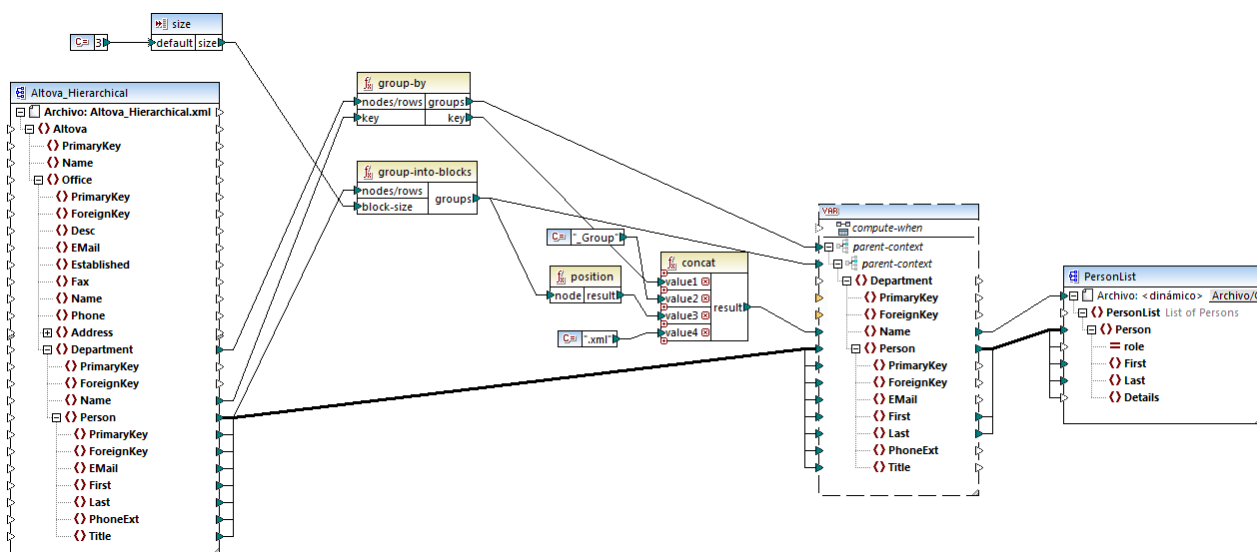 size
3
default size
Altova_Hierarchical
Archivo: Altova_Hierarchical.xml
Altova
PrimaryKey
Name
Office
PrimaryKey
ForeignKey
Desc
EMail
Established
Fax
Name
Phone
Address
Department
PrimaryKey
ForeignKey
Name
Person
PrimaryKey
ForeignKey
EMail
First
Last
PhoneExt
Title
group-by
nodes/rows groups
key key
group-into-blocks
nodes/rows
groups
block-size
"_Group"
position
node result
".xml"
concat
value1
value2
result
value3
value4
VAR
compute-when
parent-context
parent-context
Department
PrimaryKey
ForeignKey
Name
Person
PrimaryKey
ForeignKey
EMail
First
Last
PhoneExt
Title
PersonList
Archivo: <dinámico> Archivo/
PersonList List of Persons
Person
role
First
Last
Details